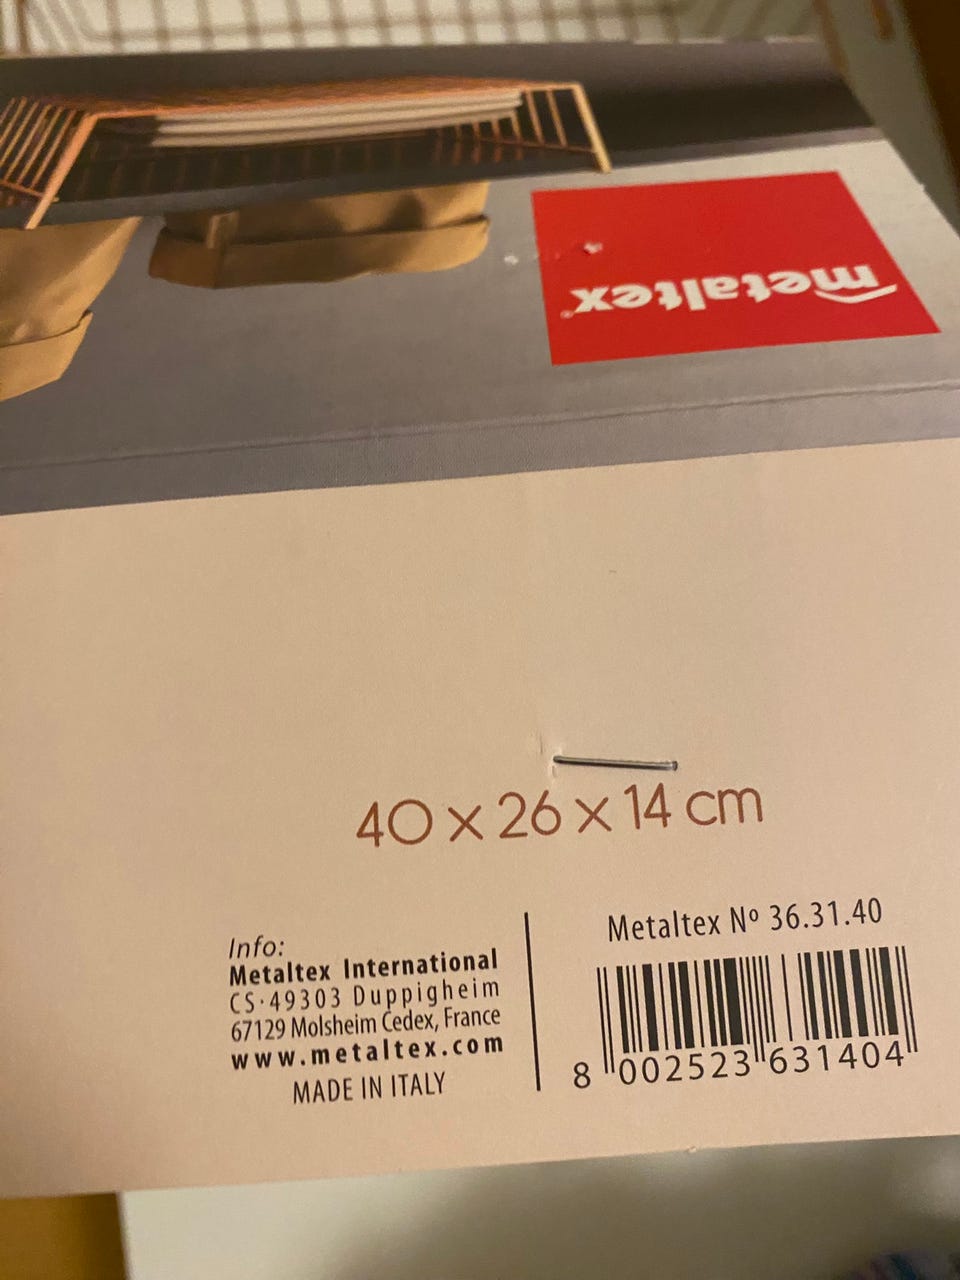 metaltex®
40 x 26 x 14 cm
Info:
Metaltex International
CS·49303 Duppigheim
67129 Molsheim Cedex, France
www.metaltex.com
MADE IN ITALY
Metaltex Nº 36.31.40
8 002523 631404